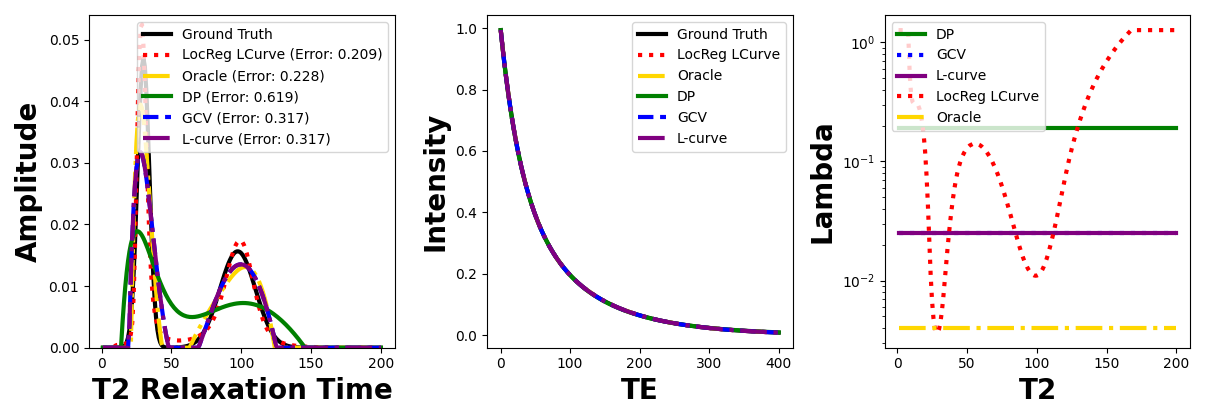 Amplitude
0.05
0.04
0.03
0.02
0.01
0.00
0
50
100
150
200
T2 Relaxation Time
Ground Truth
LocReg LCurve (Error: 0.209)
Oracle (Error: 0.228)
DP (Error: 0.619)
GCV (Error: 0.317)
L-curve (Error: 0.317)
Intensity
1.0
0.8
0.6
0.4
0.2
0.0
0
100
200
300
400
TE
Ground Truth
LocReg LCurve
Oracle
DP
GCV
L-curve
Lambda
10⁰
10⁻¹
10⁻²
0
50
100
150
200
T2
DP
GCV
L-curve
LocReg LCurve
Oracle